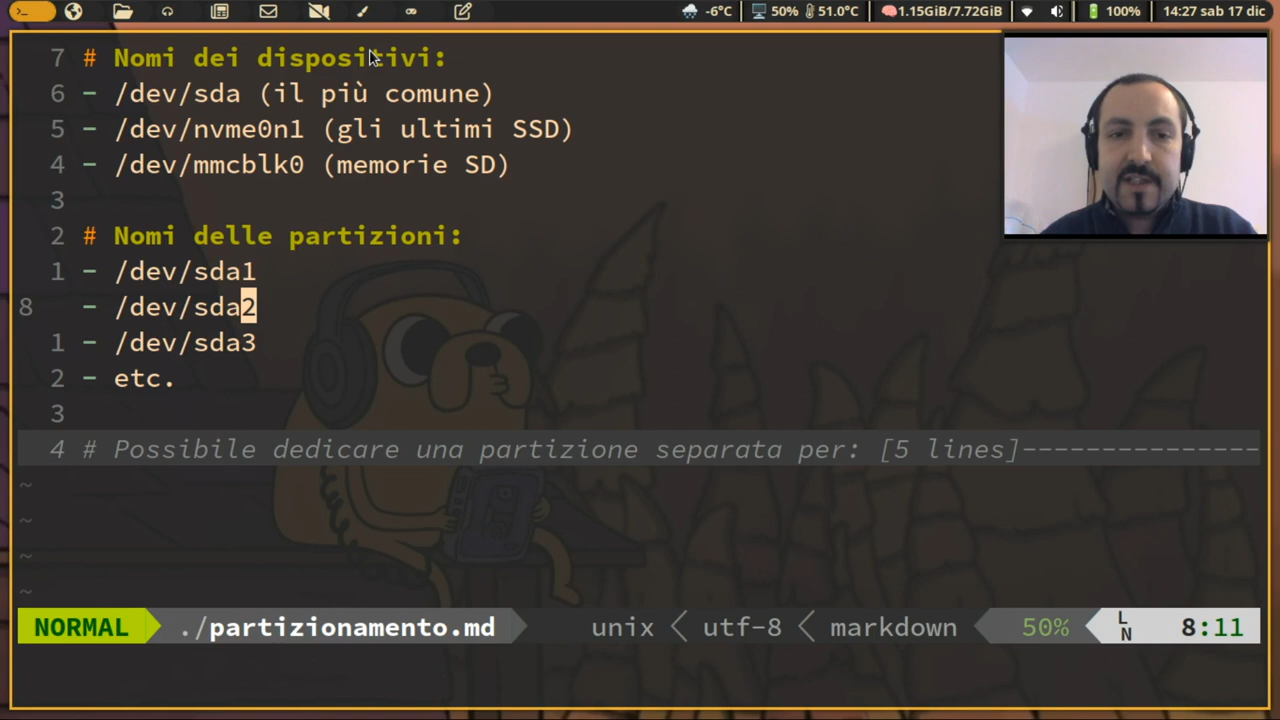 -6°C 50% 51.0°C 1.15GiB/7.72GiB 100% 14:27 sab 17 dic
7 # Nomi dei dispositivi:
6 - /dev/sda (il più comune)
5 - /dev/nvme0n1 (gli ultimi SSD)
4 - /dev/mmcblk0 (memorie SD)
3
2 # Nomi delle partizioni:
1 - /dev/sda1
8 - /dev/sda2
1 - /dev/sda3
2 - etc.
3
4 # Possibile dedicare una partizione separata per: [5 lines]---------------
~
~
~
~
NORMAL ./partizionamento.md unix utf-8 markdown 50% LN 8:11